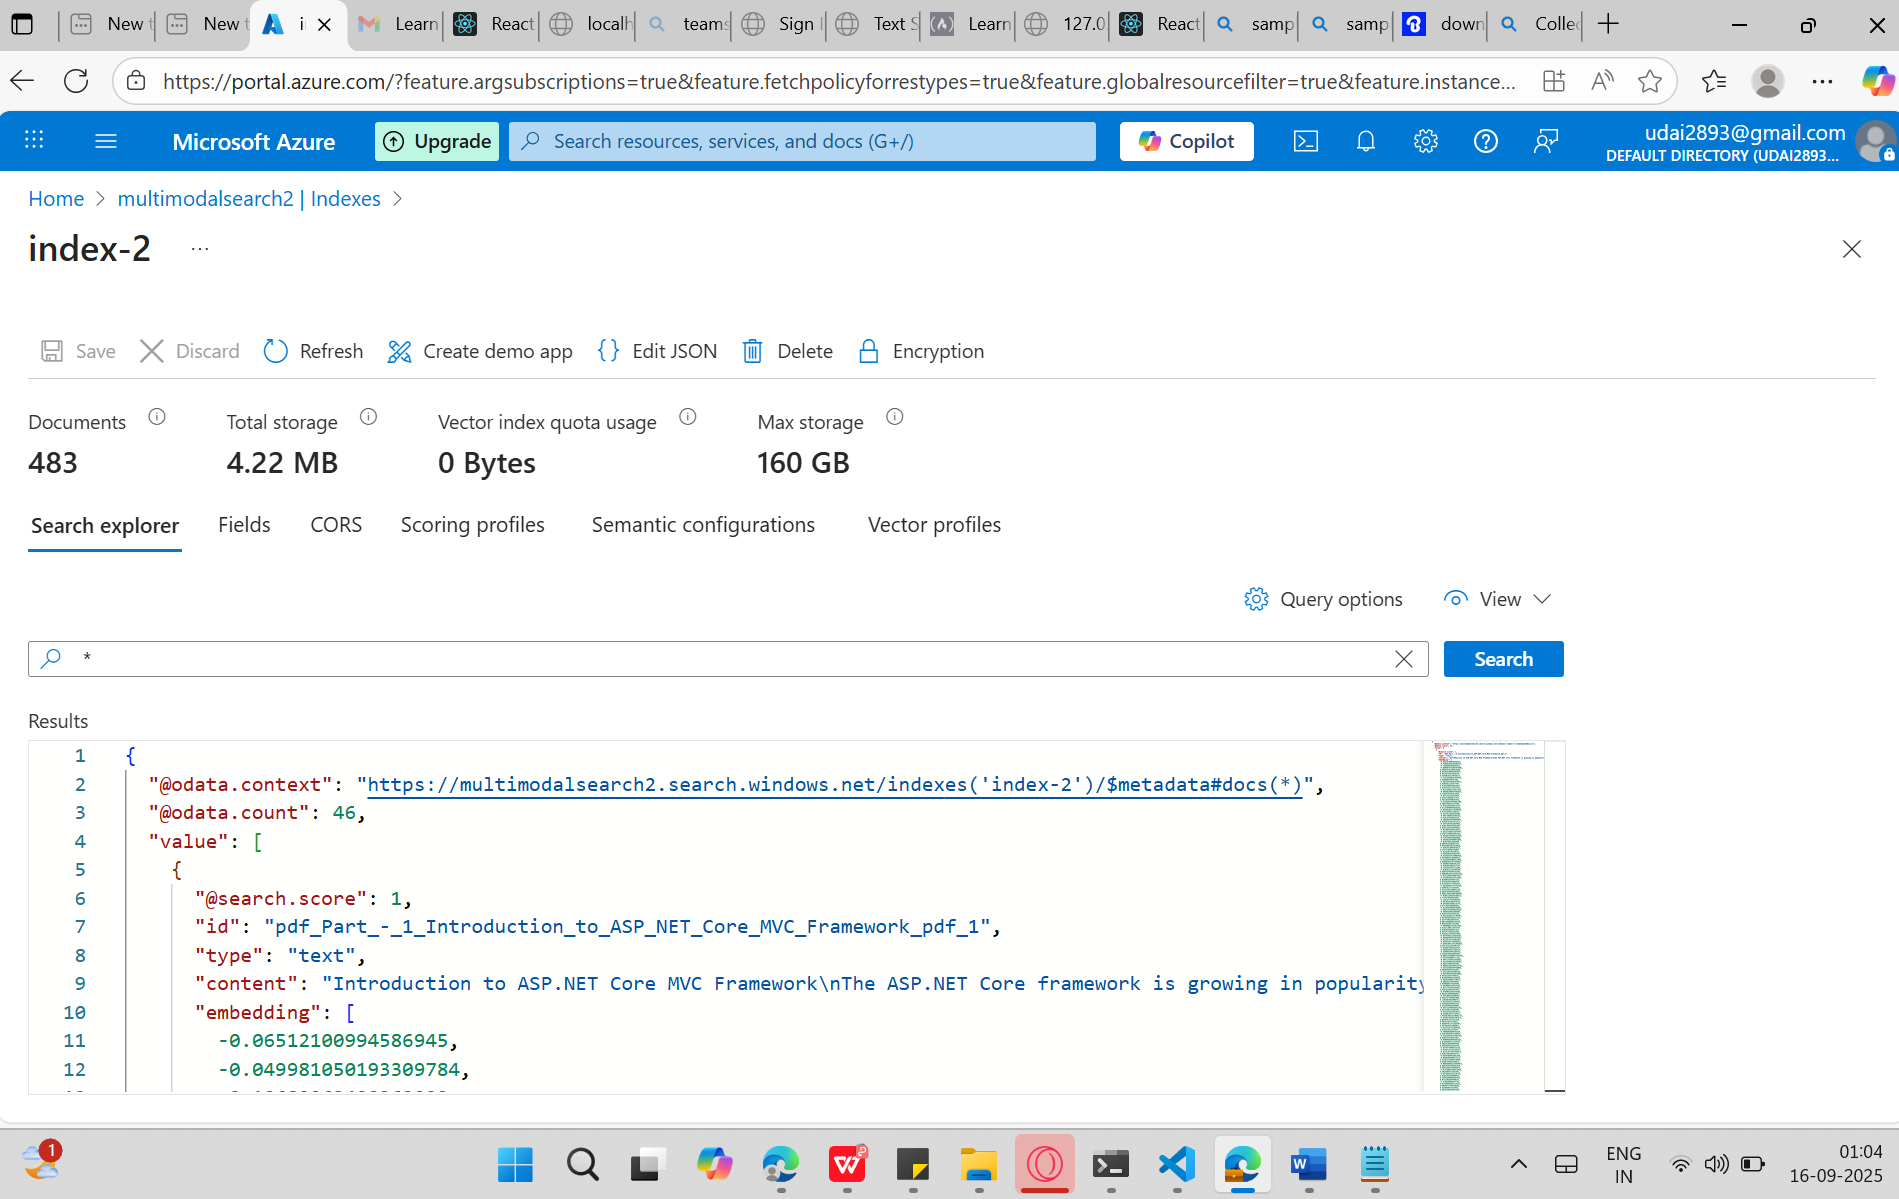 New t
New t
i
Learn
React
localh
teams
Sign I
Text S
Learn
127.0
React
samp
samp
down
Colle
https://portal.azure.com/?feature.argsubscriptions=true&feature.fetchpolicyforrestypes=true&feature.globalresourcefilter=true&feature.instance...
Microsoft Azure
Upgrade
Search resources, services, and docs (G+/)
Copilot
udai2893@gmail.com
DEFAULT DIRECTORY (UDAI2893...
Home > multimodalsearch2 | Indexes >
index-2 ...
Save
Discard
Refresh
Create demo app
{} Edit JSON
Delete
Encryption
Documents
Total storage
Vector index quota usage
Max storage
483
4.22 MB
0 Bytes
160 GB
Search explorer
Fields
CORS
Scoring profiles
Semantic configurations
Vector profiles
Query options
View
*
Search
Results
1 {
2 "@odata.context": "https://multimodalsearch2.search.windows.net/indexes('index-2')/$metadata#docs(*)",
3 "@odata.count": 46,
4 "value": [
5 {
6 "@search.score": 1,
7 "id": "pdf_Part_-_1_Introduction_to_ASP_NET_Core_MVC_Framework_pdf_1",
8 "type": "text",
9 "content": "Introduction to ASP.NET Core MVC Framework\nThe ASP.NET Core framework is growing in popularity
10 "embedding": [
11 -0.06512100994586945,
12 -0.049981050193309784,
1
ENG
IN
01:04
16-09-2025